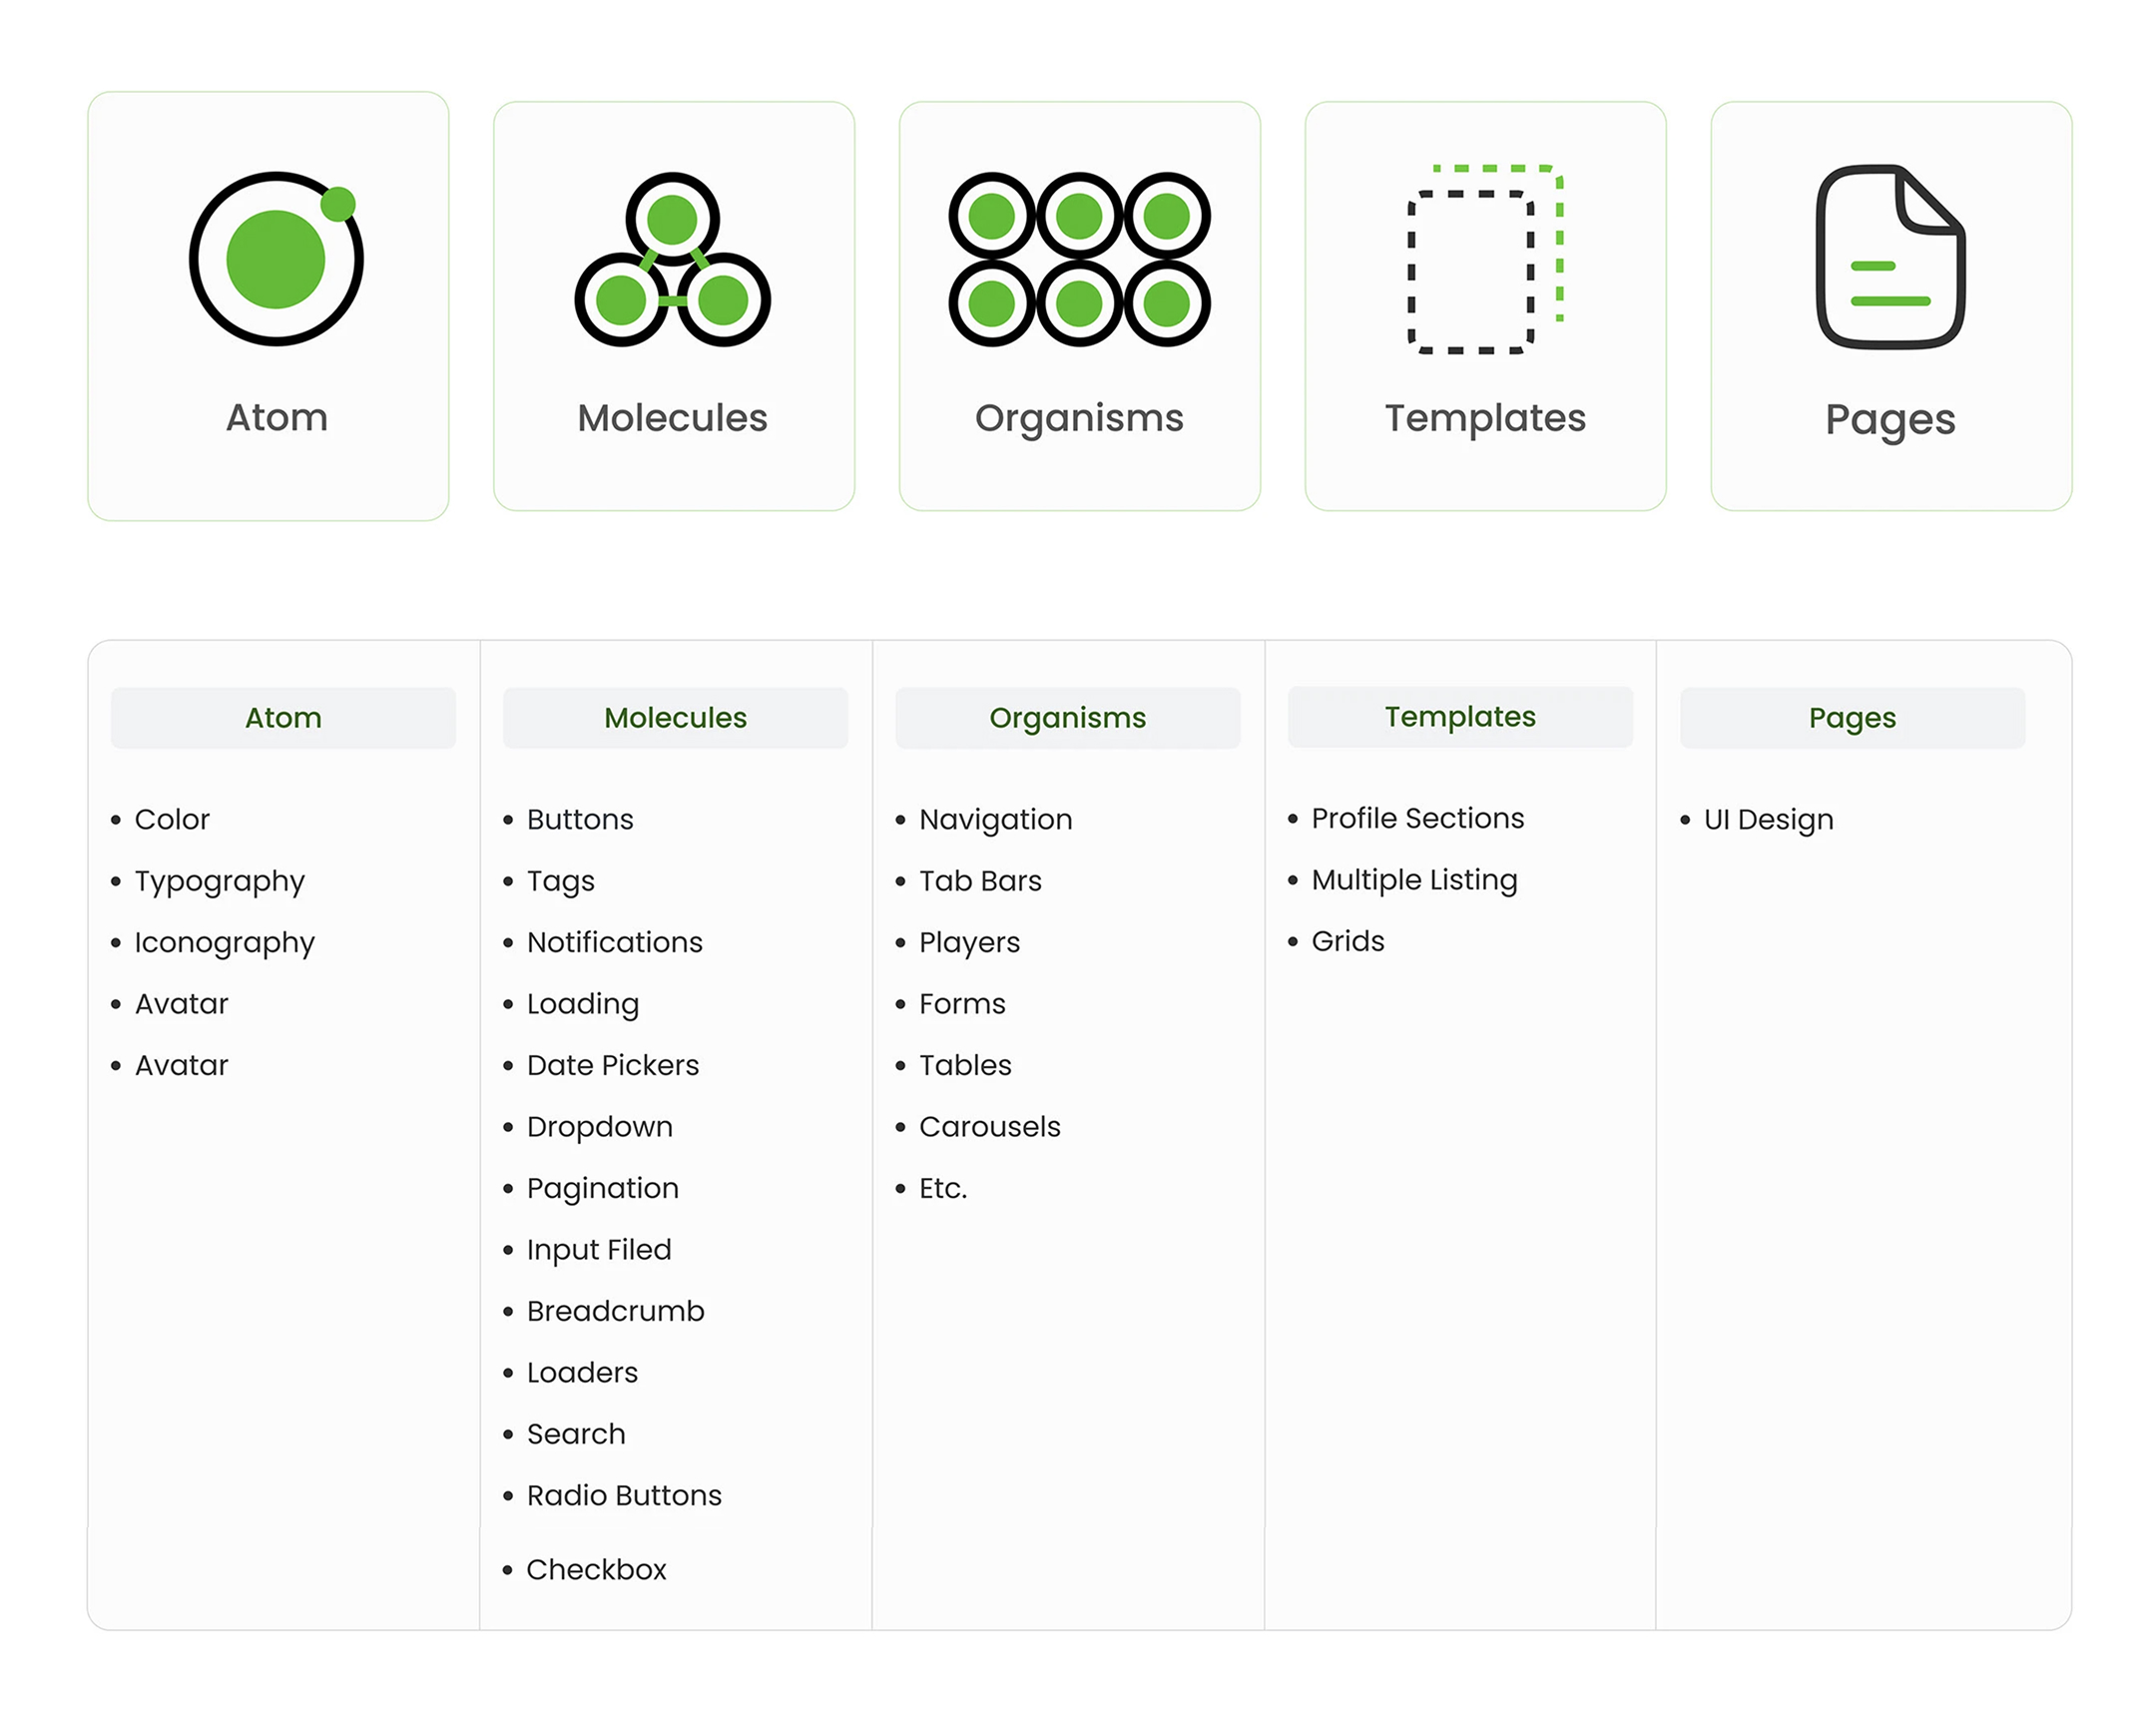 Atom
Molecules
Organisms
Templates
Pages
Atom
Color
Typography
Iconography
Avatar
Avatar
Molecules
Buttons
Tags
Notifications
Loading
Date Pickers
Dropdown
Pagination
Input Filed
Breadcrumb
Loaders
Search
Radio Buttons
Checkbox
Organisms
Navigation
Tab Bars
Players
Forms
Tables
Carousels
Etc.
Templates
Profile Sections
Multiple Listing
Grids
Pages
UI Design